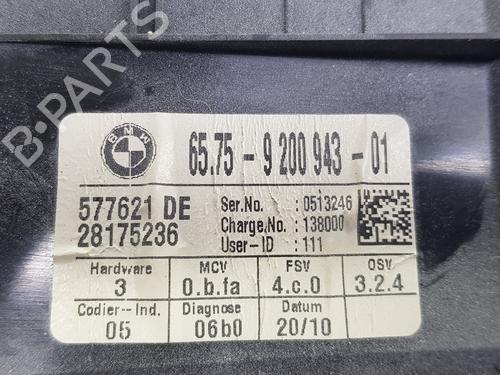 BMW
65.75 - 9 200 943 - 01
577621 DE
28175236
Ser.No. : 0513246
Charge.No. : 138000
User-ID : 111
Hardware MCV FSV OSV
3 0.b.fa 4.c.0 3.2.4
Codier--Ind. Diagnose Datum
05 06b0 20/10
B-PARTS